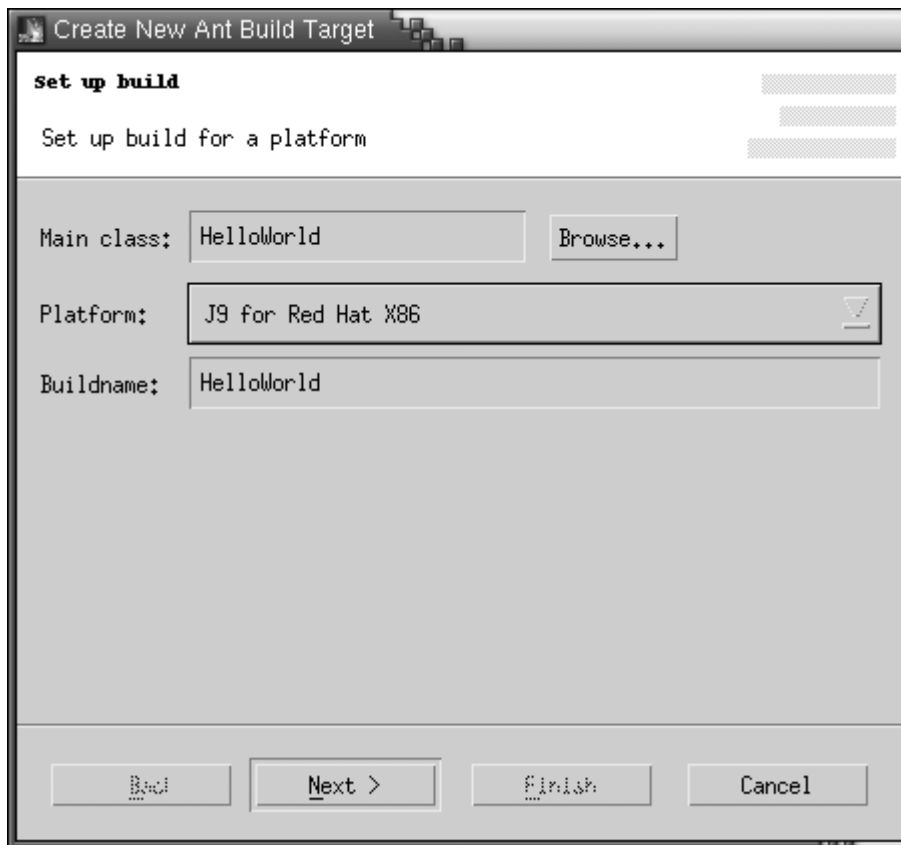 Create New Ant Build Target
Set up build
Set up build for a platform
Main class: HelloWorld Browse...
Platform: J9 for Red Hat X86
Buildname: HelloWorld
Next > Finish Cancel